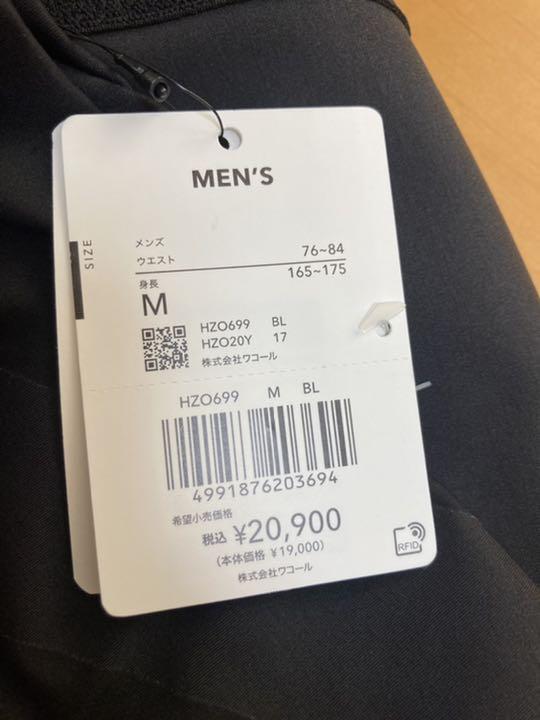 MEN'S
SIZE
メンズ
ウエスト 76~84
身長 165~175
M
HZO699 BL
HZO20Y 17
株式会社ワコール
HZO699 M BL
4991876203694
希望小売価格
税込 ¥20,900
(本体価格 ¥19,000)
株式会社ワコール
RFID